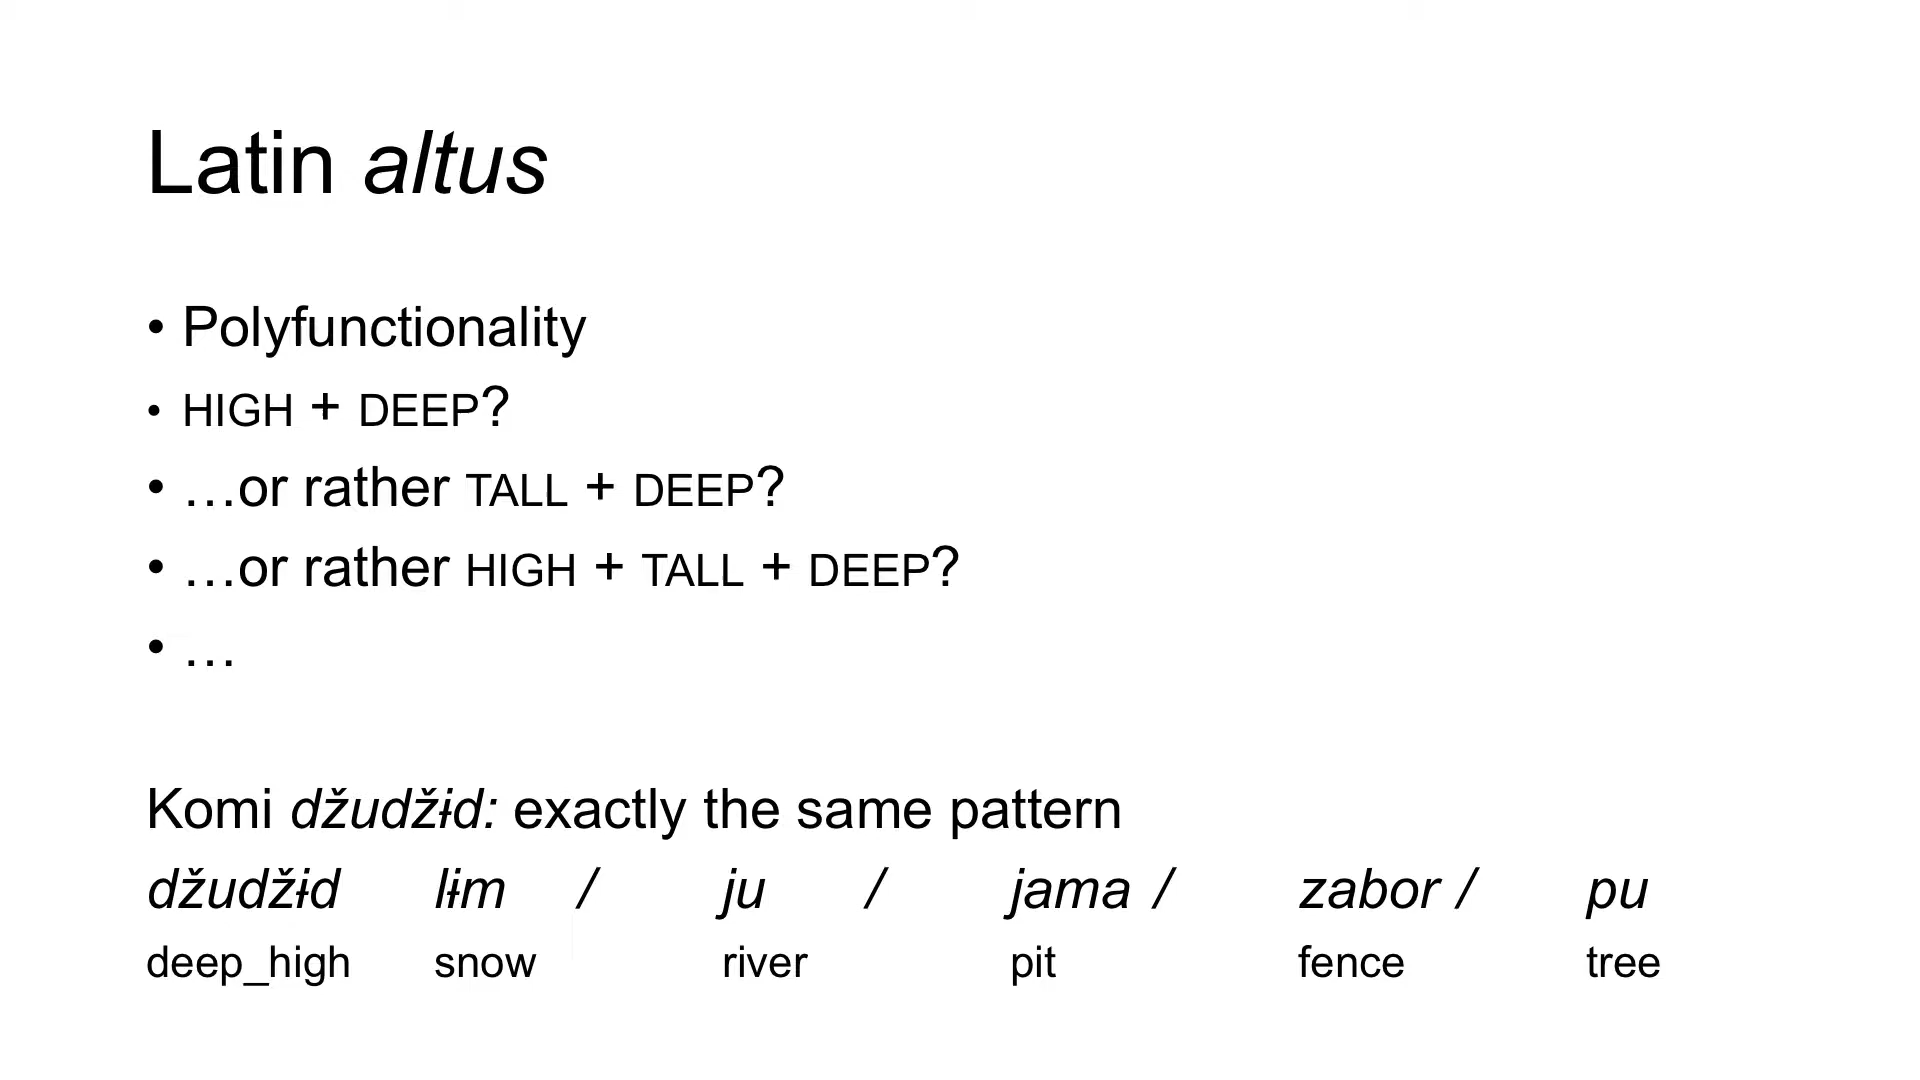 Latin altus
• Polyfunctionality
• HIGH + DEEP?
• …or rather TALL + DEEP?
• …or rather HIGH + TALL + DEEP?
• …
Komi džudžɨd: exactly the same pattern
džudžɨd lɨm / ju / jama / zabor / pu
deep_high snow river pit fence tree